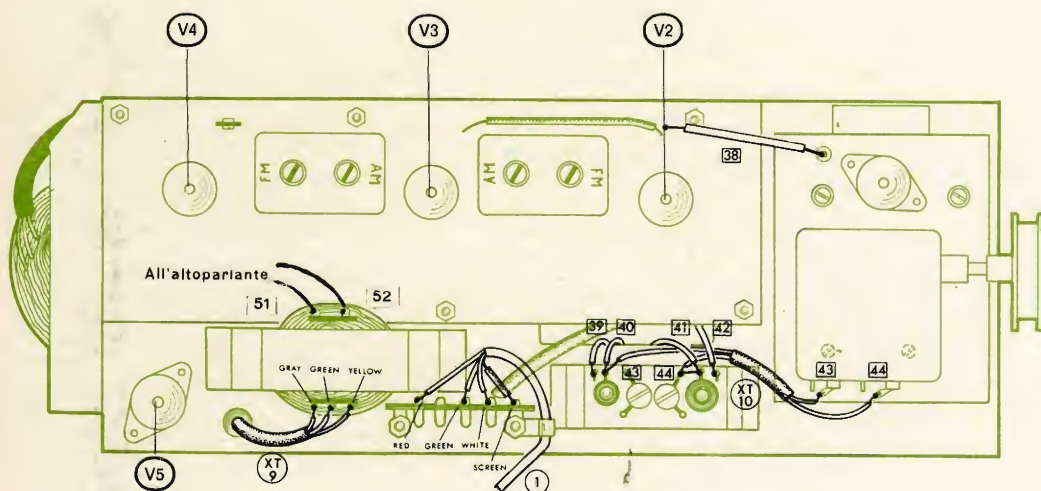 V4
V3
V2
38
FM
AM
AM
FM
All'altoparlante
51
52
39
40
41
42
43
44
43
44
GRAY
GREEN
YELLOW
XT
10
RED
GREEN
WHITE
SCREEN
XT
9
V5
1